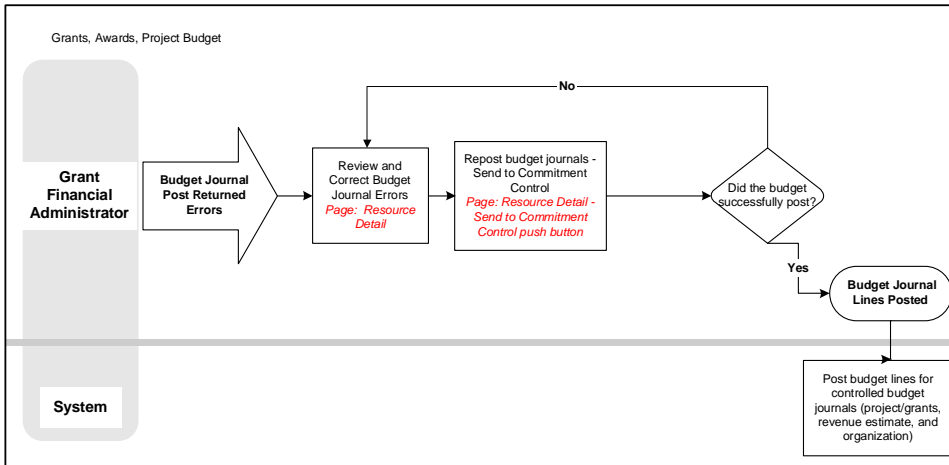 Grants, Awards, Project Budget
No
Grant
Financial
Administrator
Budget Journal
Post Returned
Errors
Review and
Correct Budget
Journal Errors
Page: Resource
Detail
Repost budget journals -
Send to Commitment
Control
Page: Resource Detail -
Send to Commitment
Control push button
Did the budget
successfully post?
Yes
Budget Journal
Lines Posted
System
Post budget lines for
controlled budget
journals (project/grants,
revenue estimate, and
organization)